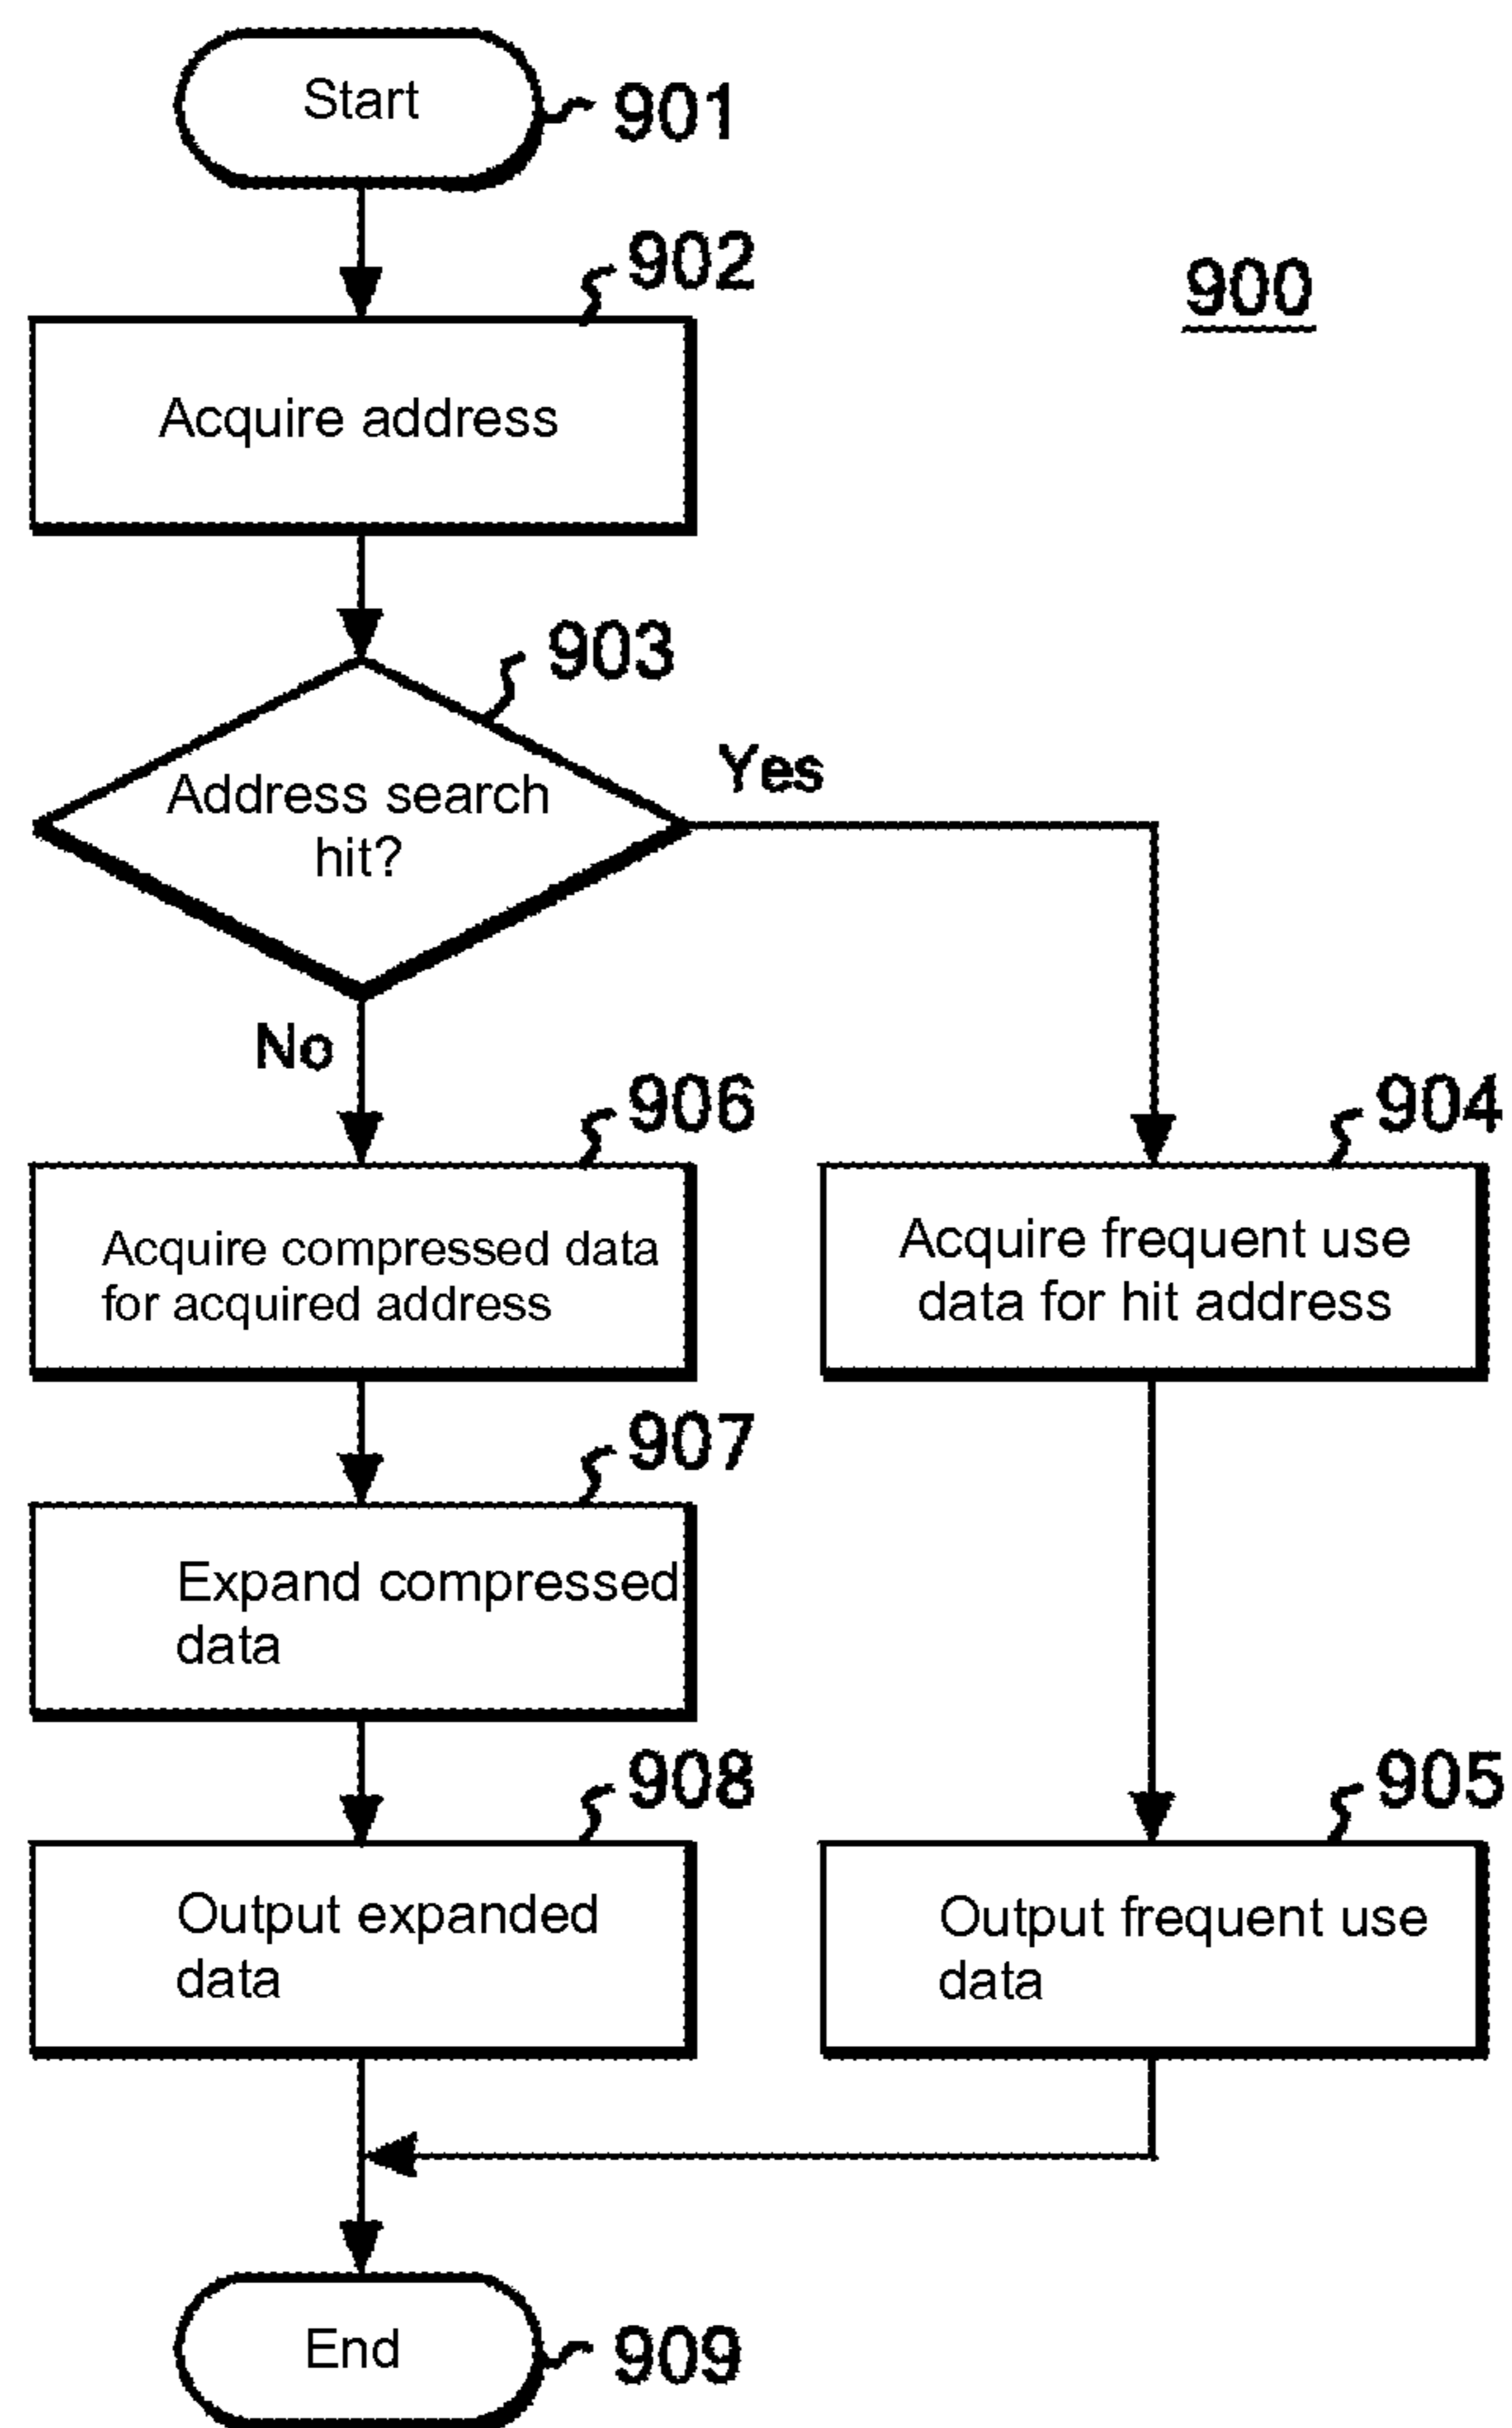 Start
901
902
900
Acquire address
903
Address search
hit?
Yes
No
906
904
Acquire compressed data
for acquired address
Acquire frequent use
data for hit address
907
Expand compressed
data
908
905
Output expanded
data
Output frequent use
data
End
909